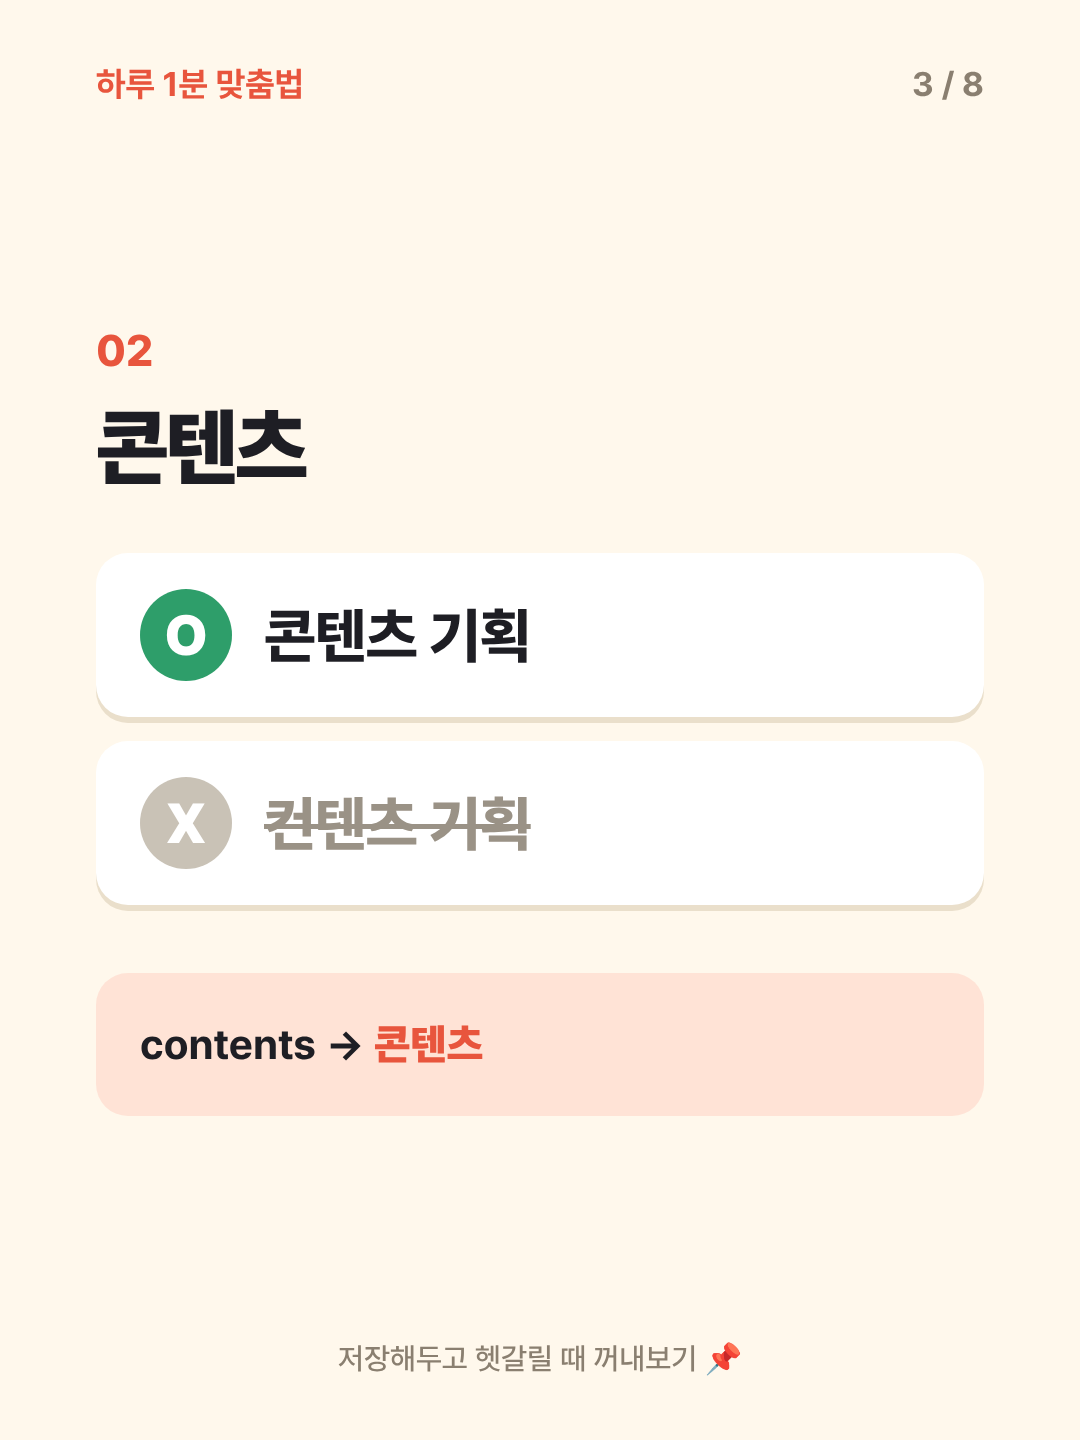 하루 1분 맞춤법
3 / 8
02
콘텐츠
O 콘텐츠 기획
X 컨텐츠 기획
contents → 콘텐츠
저장해두고 헷갈릴 때 꺼내보기 📌